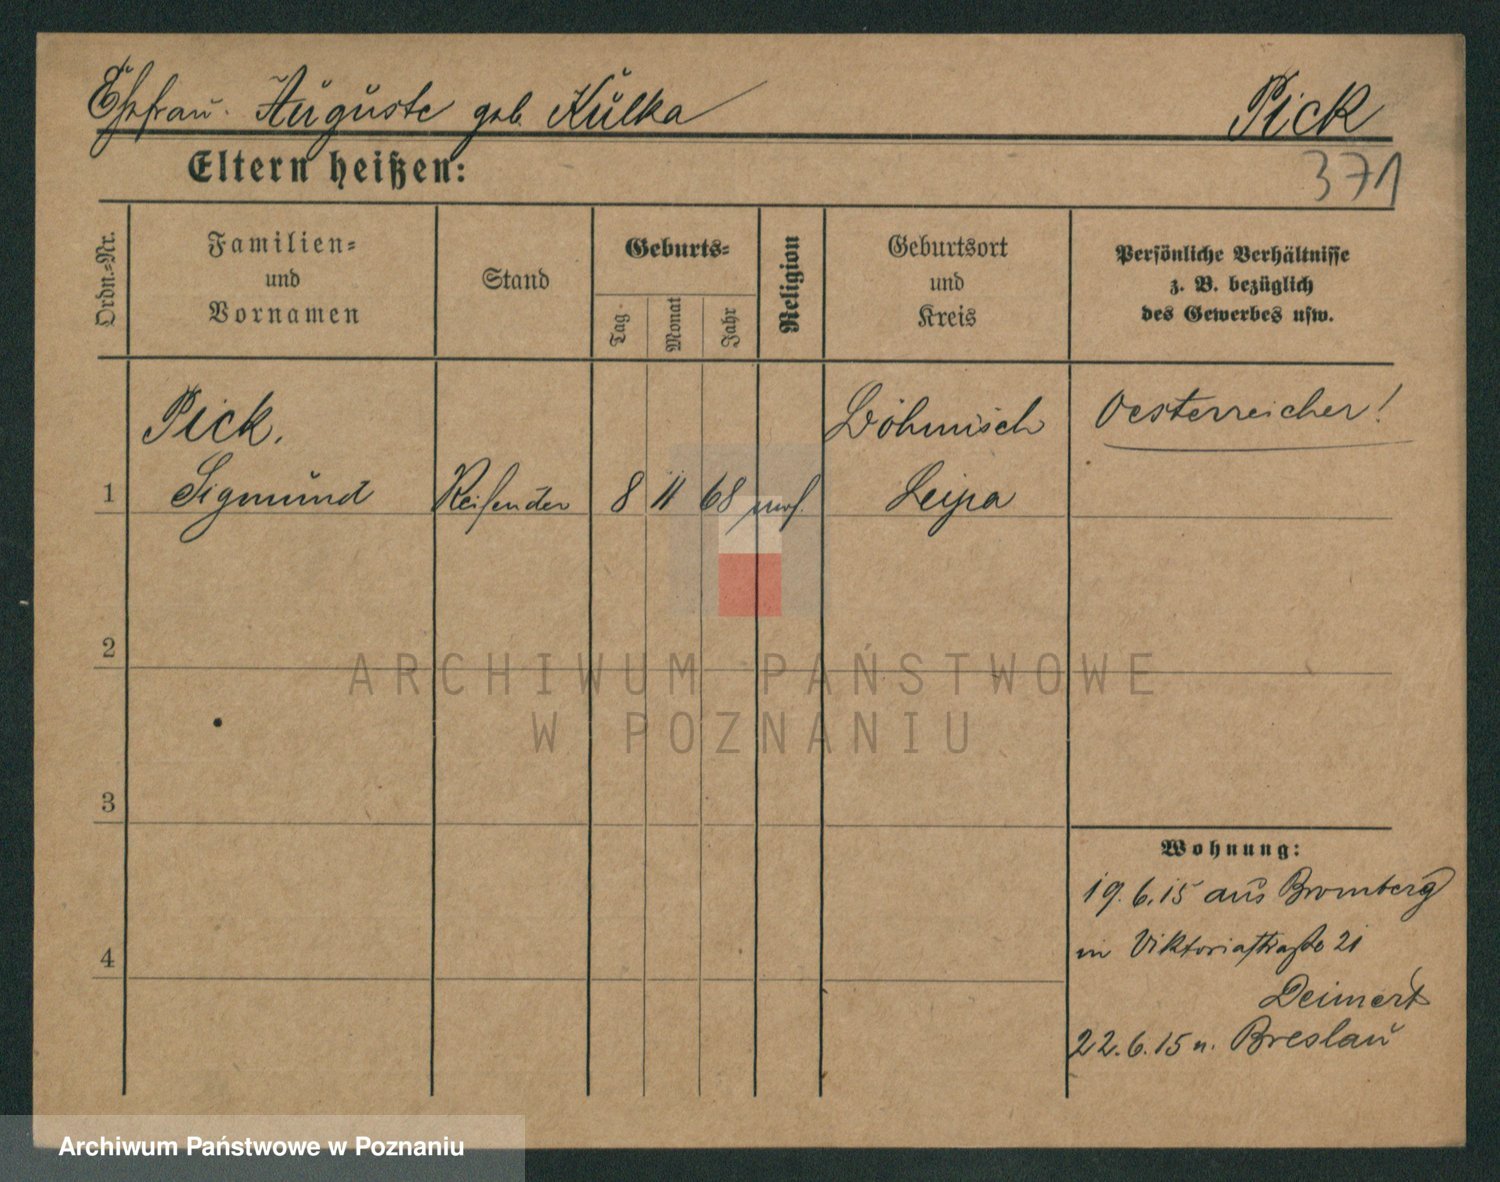 Ehefrau Auguste geb. Kulka Pick
371
Eltern heißen:
Ordn.=Nr.
Familien=
und
Vornamen
Stand
Geburts=
Tag
Monat
Jahr
Religion
Geburtsort
und
Kreis
Persönliche Verhältnisse
z. B. bezüglich
des Gewerbes usw.
Pick.
Böhmisch
Oesterreicher!
1 Sigmund Reisender 8 11 68 mos. Leipa
2
3
4
Wohnung:
19.6.15 aus Bromberg
in Viktoriastraße 21
Deimert
22.6.15 n. Breslau
ARCHIWUM PAŃSTWOWE
W POZNANIU
Archiwum Państwowe w Poznaniu